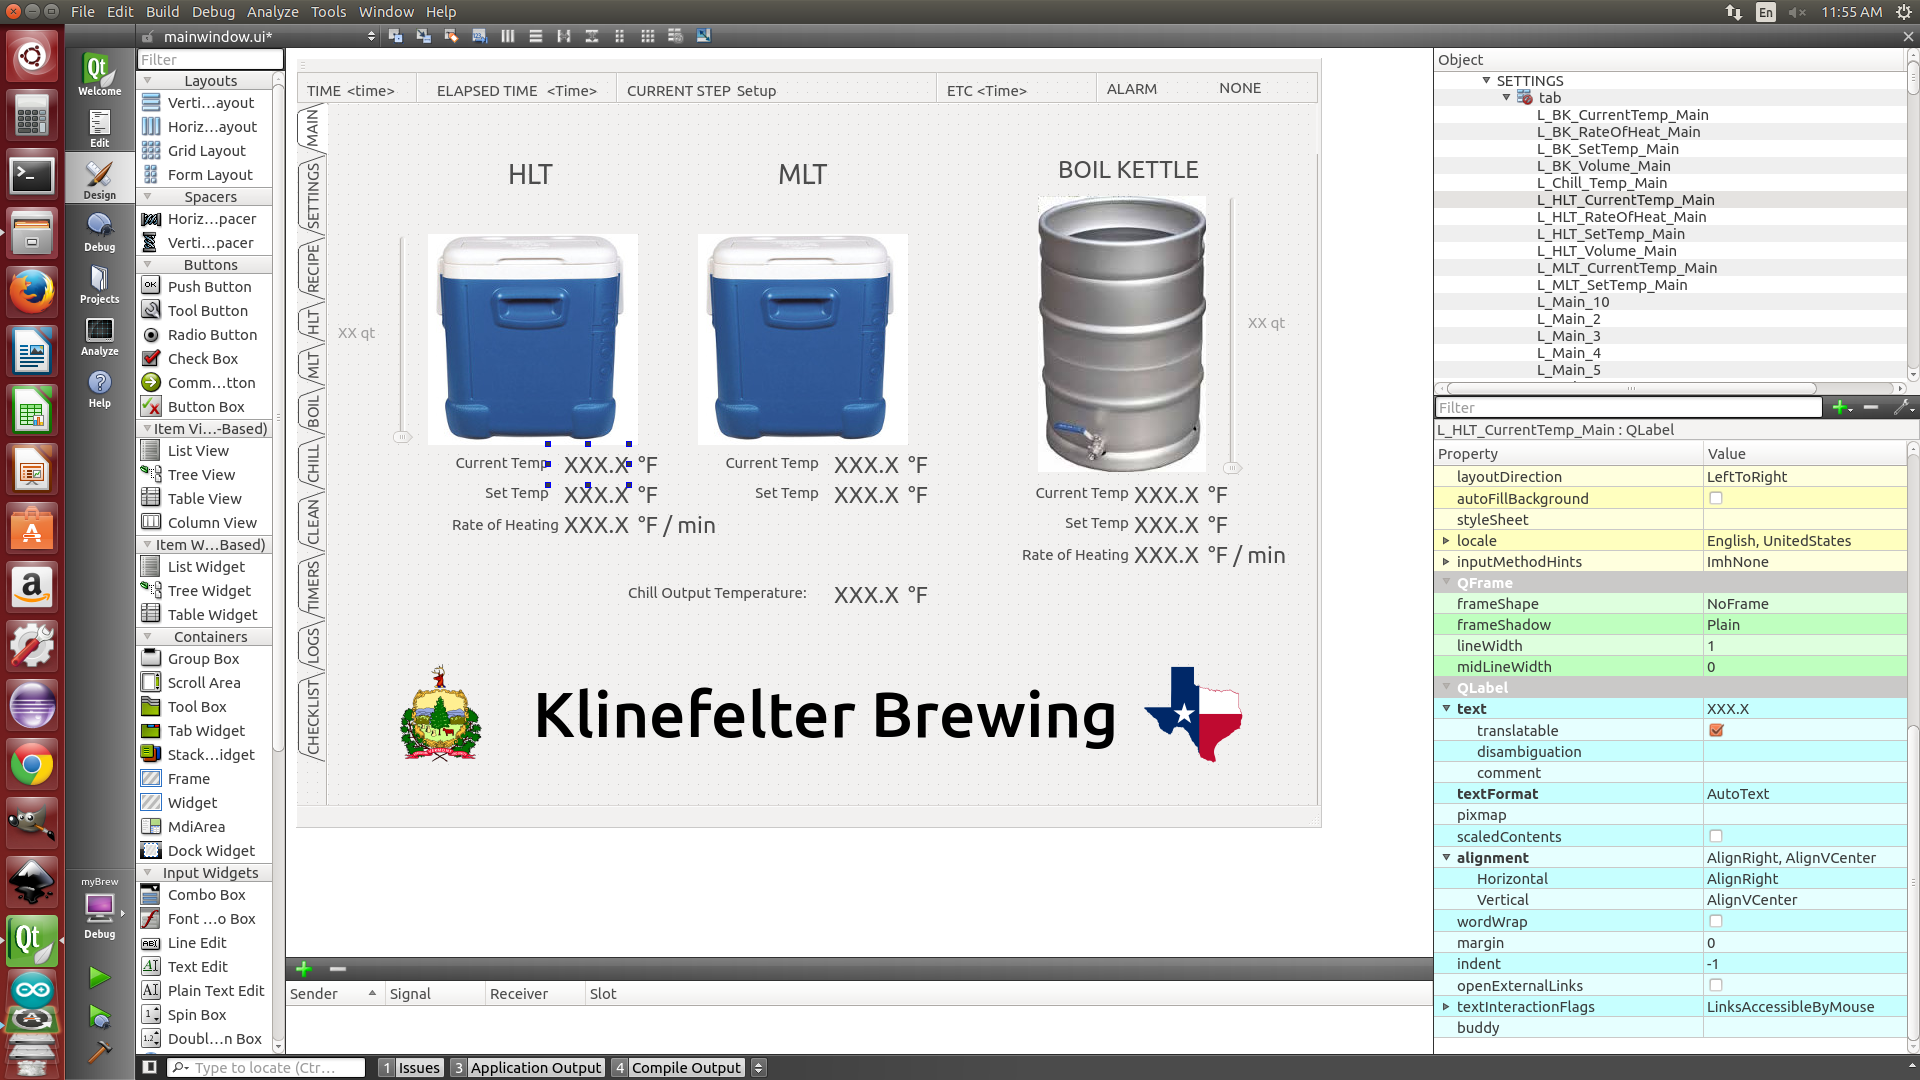 File Edit Build Debug Analyze Tools Window Help
En 11:55 AM
mainwindow.ui*
Qt
Welcome
Edit
Design
Debug
Projects
Analyze
Help
myBrew
Debug
Filter
Layouts
Verti...ayout
Horiz...ayout
Grid Layout
Form Layout
Spacers
Horiz...pacer
Verti...pacer
Buttons
Push Button
Tool Button
Radio Button
Check Box
Comm...tton
Button Box
Item Vi...-Based)
List View
Tree View
Table View
Column View
Item W...Based)
List Widget
Tree Widget
Table Widget
Containers
Group Box
Scroll Area
Tool Box
Tab Widget
Stack...idget
Frame
Widget
MdiArea
Dock Widget
Input Widgets
Combo Box
Font ...o Box
Line Edit
Text Edit
Plain Text Edit
Spin Box
Doubl...n Box
TIME <time> ELAPSED TIME <Time> CURRENT STEP Setup ETC <Time> ALARM NONE
MAIN
SETTINGS
RECIPE
HLT
MLT
BOIL
CHILL
CLEAN
TIMERS
LOGS
CHECKLIST
HLT MLT BOIL KETTLE
XX qt XX qt
Current Temp XXX.X °F Current Temp XXX.X °F
Set Temp XXX.X °F Set Temp XXX.X °F Current Temp XXX.X °F
Rate of Heating XXX.X °F / min Set Temp XXX.X °F
Rate of Heating XXX.X °F / min
Chill Output Temperature: XXX.X °F
Klinefelter Brewing
Sender Signal Receiver Slot
Type to locate (Ctr... 1 Issues 3 Application Output 4 Compile Output
Object
SETTINGS
tab
L_BK_CurrentTemp_Main
L_BK_RateOfHeat_Main
L_BK_SetTemp_Main
L_BK_Volume_Main
L_Chill_Temp_Main
L_HLT_CurrentTemp_Main
L_HLT_RateOfHeat_Main
L_HLT_SetTemp_Main
L_HLT_Volume_Main
L_MLT_CurrentTemp_Main
L_MLT_SetTemp_Main
L_Main_10
L_Main_2
L_Main_3
L_Main_4
L_Main_5
Filter
L_HLT_CurrentTemp_Main : QLabel
Property Value
layoutDirection LeftToRight
autoFillBackground
styleSheet
locale English, UnitedStates
inputMethodHints ImhNone
QFrame
frameShape NoFrame
frameShadow Plain
lineWidth 1
midLineWidth 0
QLabel
text XXX.X
translatable
disambiguation
comment
textFormat AutoText
pixmap
scaledContents
alignment AlignRight, AlignVCenter
Horizontal AlignRight
Vertical AlignVCenter
wordWrap
margin 0
indent -1
openExternalLinks
textInteractionFlags LinksAccessibleByMouse
buddy